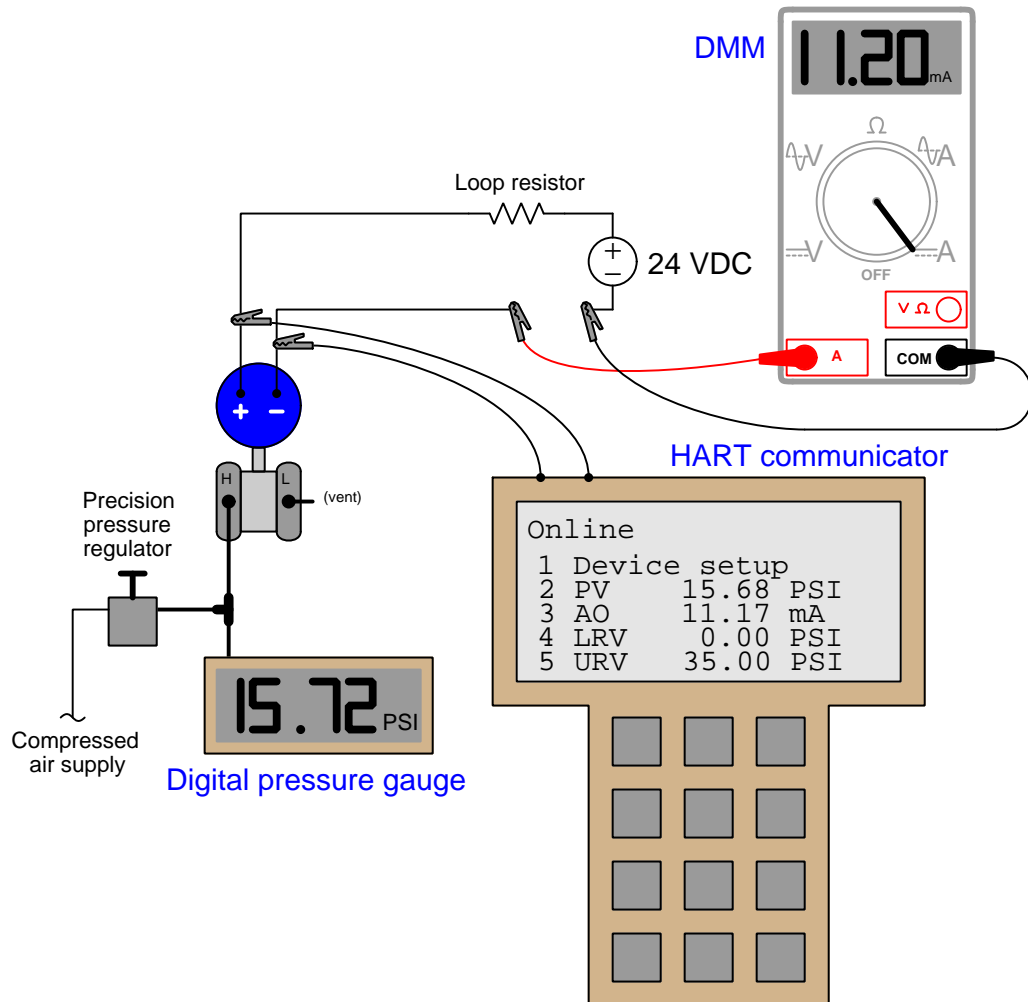 DMM
11.20 mA
Ω
V
A
V
A
OFF
V Ω
A
COM
Loop resistor
+
−
24 VDC
+ −
H
L
(vent)
Precision
pressure
regulator
HART communicator
Online
1 Device setup
2 PV 15.68 PSI
3 AO 11.17 mA
4 LRV 0.00 PSI
5 URV 35.00 PSI
15.72 PSI
Compressed
air supply
Digital pressure gauge